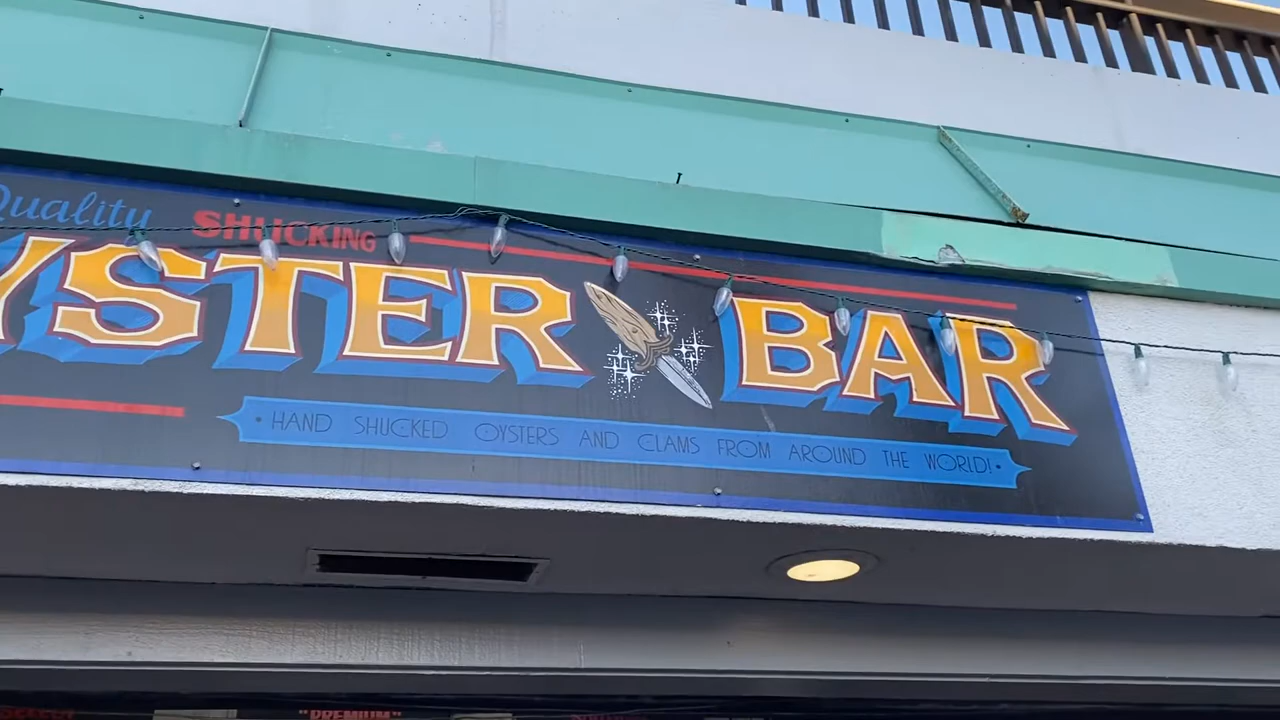 Quality SHUCKING
YSTER BAR
HAND SHUCKED OYSTERS AND CLAMS FROM AROUND THE WORLD!
"PREMIUM"